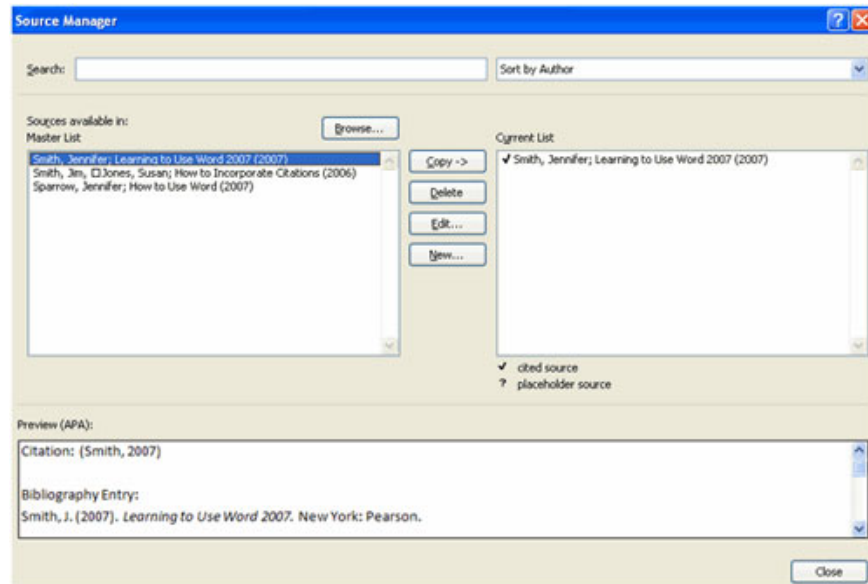 Source Manager
Search:
Sort by Author
Sources available in:
Master List
Browse...
Current List
Smith, Jennifer; Learning to Use Word 2007 (2007)
Smith, Jim, □Jones, Susan; How to Incorporate Citations (2006)
Sparrow, Jennifer; How to Use Word (2007)
Copy ->
Delete
Edit...
New...
✓ Smith, Jennifer; Learning to Use Word 2007 (2007)
✓ cited source
? placeholder source
Preview (APA):
Citation: (Smith, 2007)
Bibliography Entry:
Smith, J. (2007). Learning to Use Word 2007. New York: Pearson.
Close